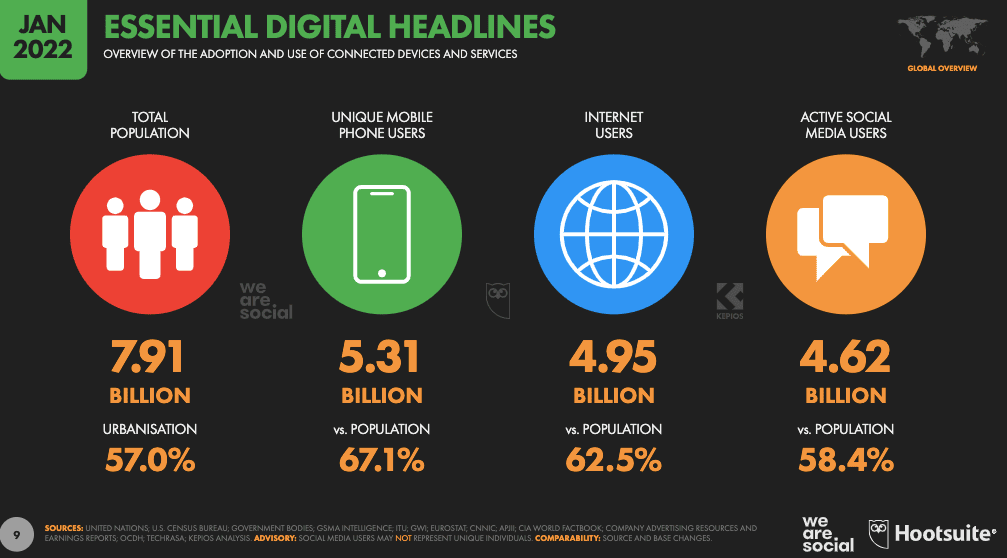 JAN
2022
ESSENTIAL DIGITAL HEADLINES
OVERVIEW OF THE ADOPTION AND USE OF CONNECTED DEVICES AND SERVICES
GLOBAL OVERVIEW
TOTAL
POPULATION
UNIQUE MOBILE
PHONE USERS
INTERNET
USERS
ACTIVE SOCIAL
MEDIA USERS
we
are
social
KEPIOS
7.91
BILLION
URBANISATION
57.0%
5.31
BILLION
vs. POPULATION
67.1%
4.95
BILLION
vs. POPULATION
62.5%
4.62
BILLION
vs. POPULATION
58.4%
9
SOURCES: UNITED NATIONS; U.S. CENSUS BUREAU; GOVERNMENT BODIES; GSMA INTELLIGENCE; ITU; GWI; EUROSTAT; CNNIC; APJII; CIA WORLD FACTBOOK; COMPANY ADVERTISING RESOURCES AND
EARNINGS REPORTS; OCDH; TECHRASA; KEPIOS ANALYSIS. ADVISORY: SOCIAL MEDIA USERS MAY NOT REPRESENT UNIQUE INDIVIDUALS. COMPARABILITY: SOURCE AND BASE CHANGES.
we
are
social
Hootsuite®